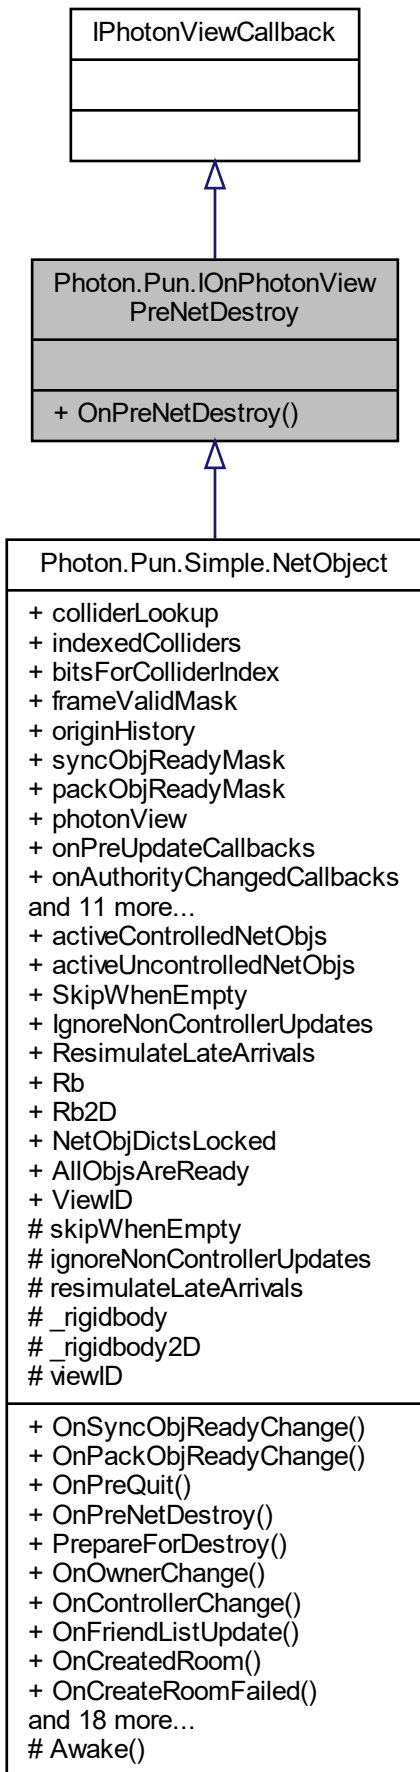 IPhotonViewCallback
Photon.Pun.IOnPhotonView
PreNetDestroy
+ OnPreNetDestroy()
Photon.Pun.Simple.NetObject
+ colliderLookup
+ indexedColliders
+ bitsForColliderIndex
+ frameValidMask
+ originHistory
+ syncObjReadyMask
+ packObjReadyMask
+ photonView
+ onPreUpdateCallbacks
+ onAuthorityChangedCallbacks
and 11 more...
+ activeControlledNetObjs
+ activeUncontrolledNetObjs
+ SkipWhenEmpty
+ IgnoreNonControllerUpdates
+ ResimulateLateArrivals
+ Rb
+ Rb2D
+ NetObjDictsLocked
+ AllObjsAreReady
+ ViewID
# skipWhenEmpty
# ignoreNonControllerUpdates
# resimulateLateArrivals
# _rigidbody
# _rigidbody2D
# viewID
+ OnSyncObjReadyChange()
+ OnPackObjReadyChange()
+ OnPreQuit()
+ OnPreNetDestroy()
+ PrepareForDestroy()
+ OnOwnerChange()
+ OnControllerChange()
+ OnFriendListUpdate()
+ OnCreatedRoom()
+ OnCreateRoomFailed()
and 18 more...
# Awake()